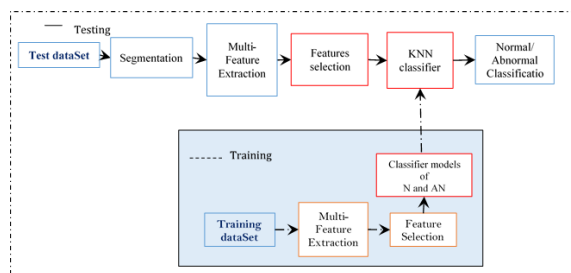 Testing
Test dataSet
Segmentation
Multi-
Feature
Extraction
Features
selection
KNN
classifier
Normal/
Abnormal
Classificatio
Training
Classifier models
of
N and AN
Training
dataSet
Multi-
Feature
Extraction
Feature
Selection